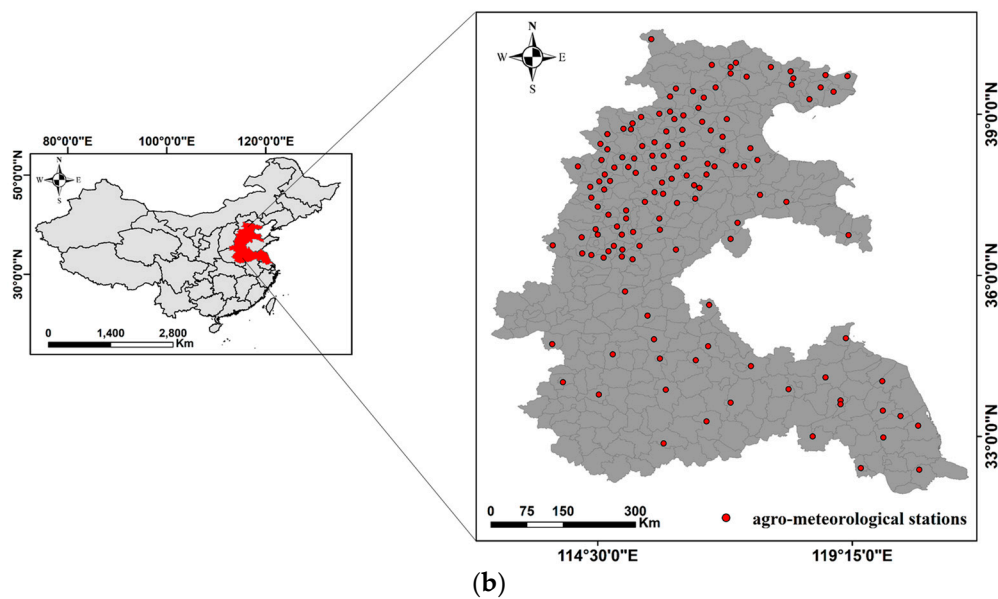 80°0'0"E 100°0'0"E 120°0'0"E
50°0'0"N
30°0'0"N
N
W E
S
0 1,400 2,800
Km
N
W E
S
39°0'0"N
36°0'0"N
33°0'0"N
0 75 150 300
Km
agro-meteorological stations
114°30'0"E 119°15'0"E
(b)